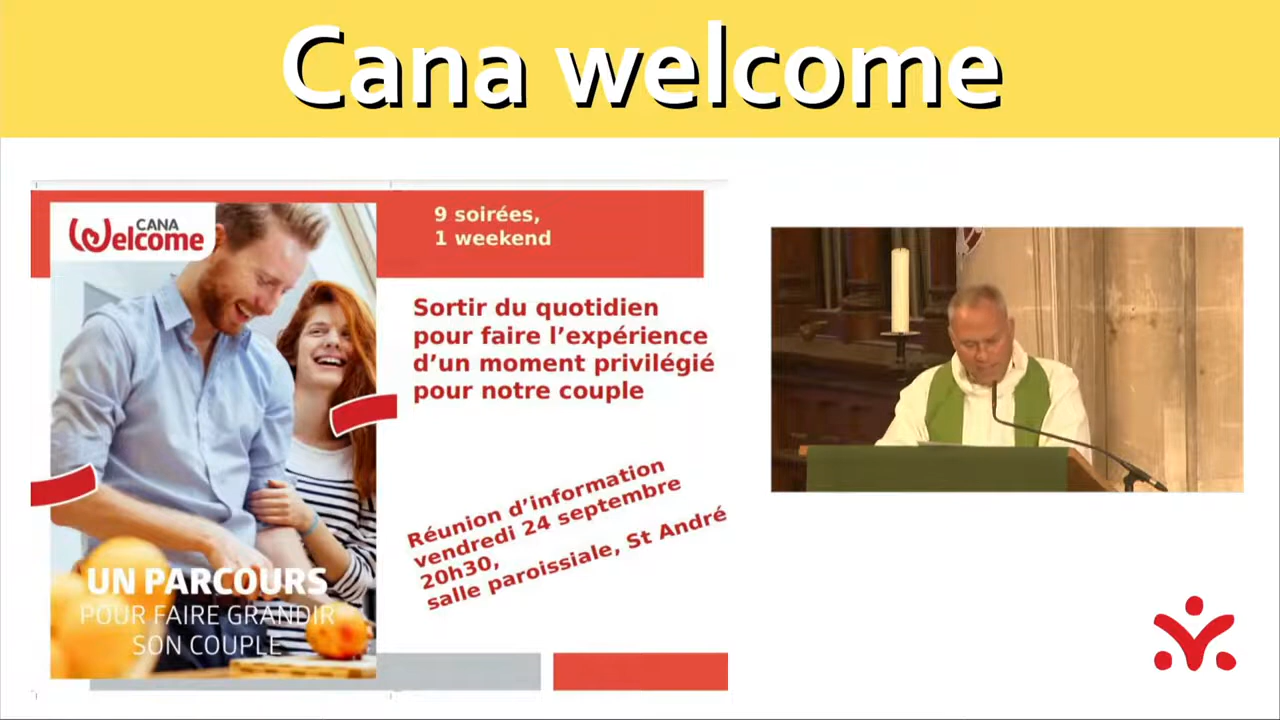 Cana welcome
CANA
Welcome
9 soirées,
1 weekend
Sortir du quotidien
pour faire l’expérience
d’un moment privilégié
pour notre couple
Réunion d’information
vendredi 24 septembre
20h30,
salle paroissiale, St André
UN PARCOURS
POUR FAIRE GRANDIR
SON COUPLE